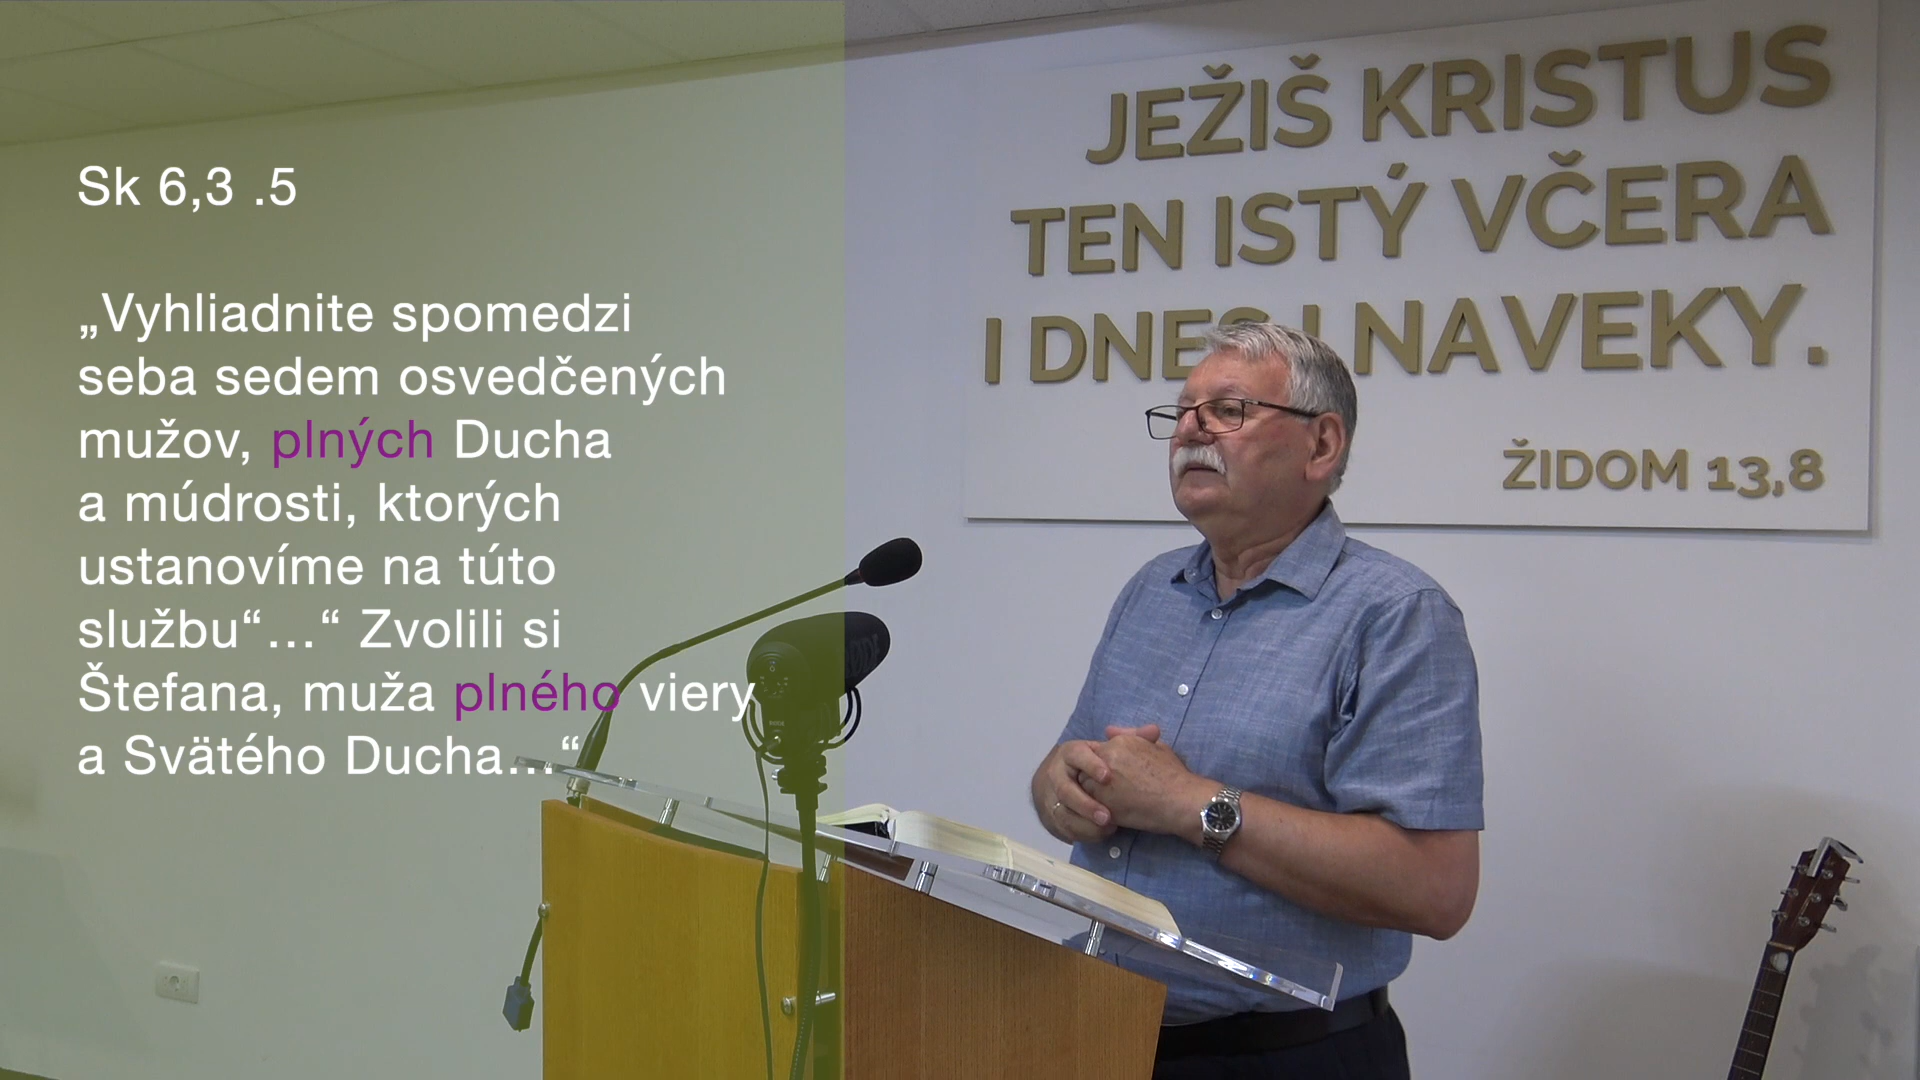 Sk 6,3 .5
„Vyhliadnite spomedzi
seba sedem osvedčených
mužov, plných Ducha
a múdrosti, ktorých
ustanovíme na túto
službu“...“ Zvolili si
Štefana, muža plného viery
a Svätého Ducha...“
JEŽIŠ KRISTUS
TEN ISTÝ VČERA
I DNES I NAVEKY.
ŽIDOM 13,8